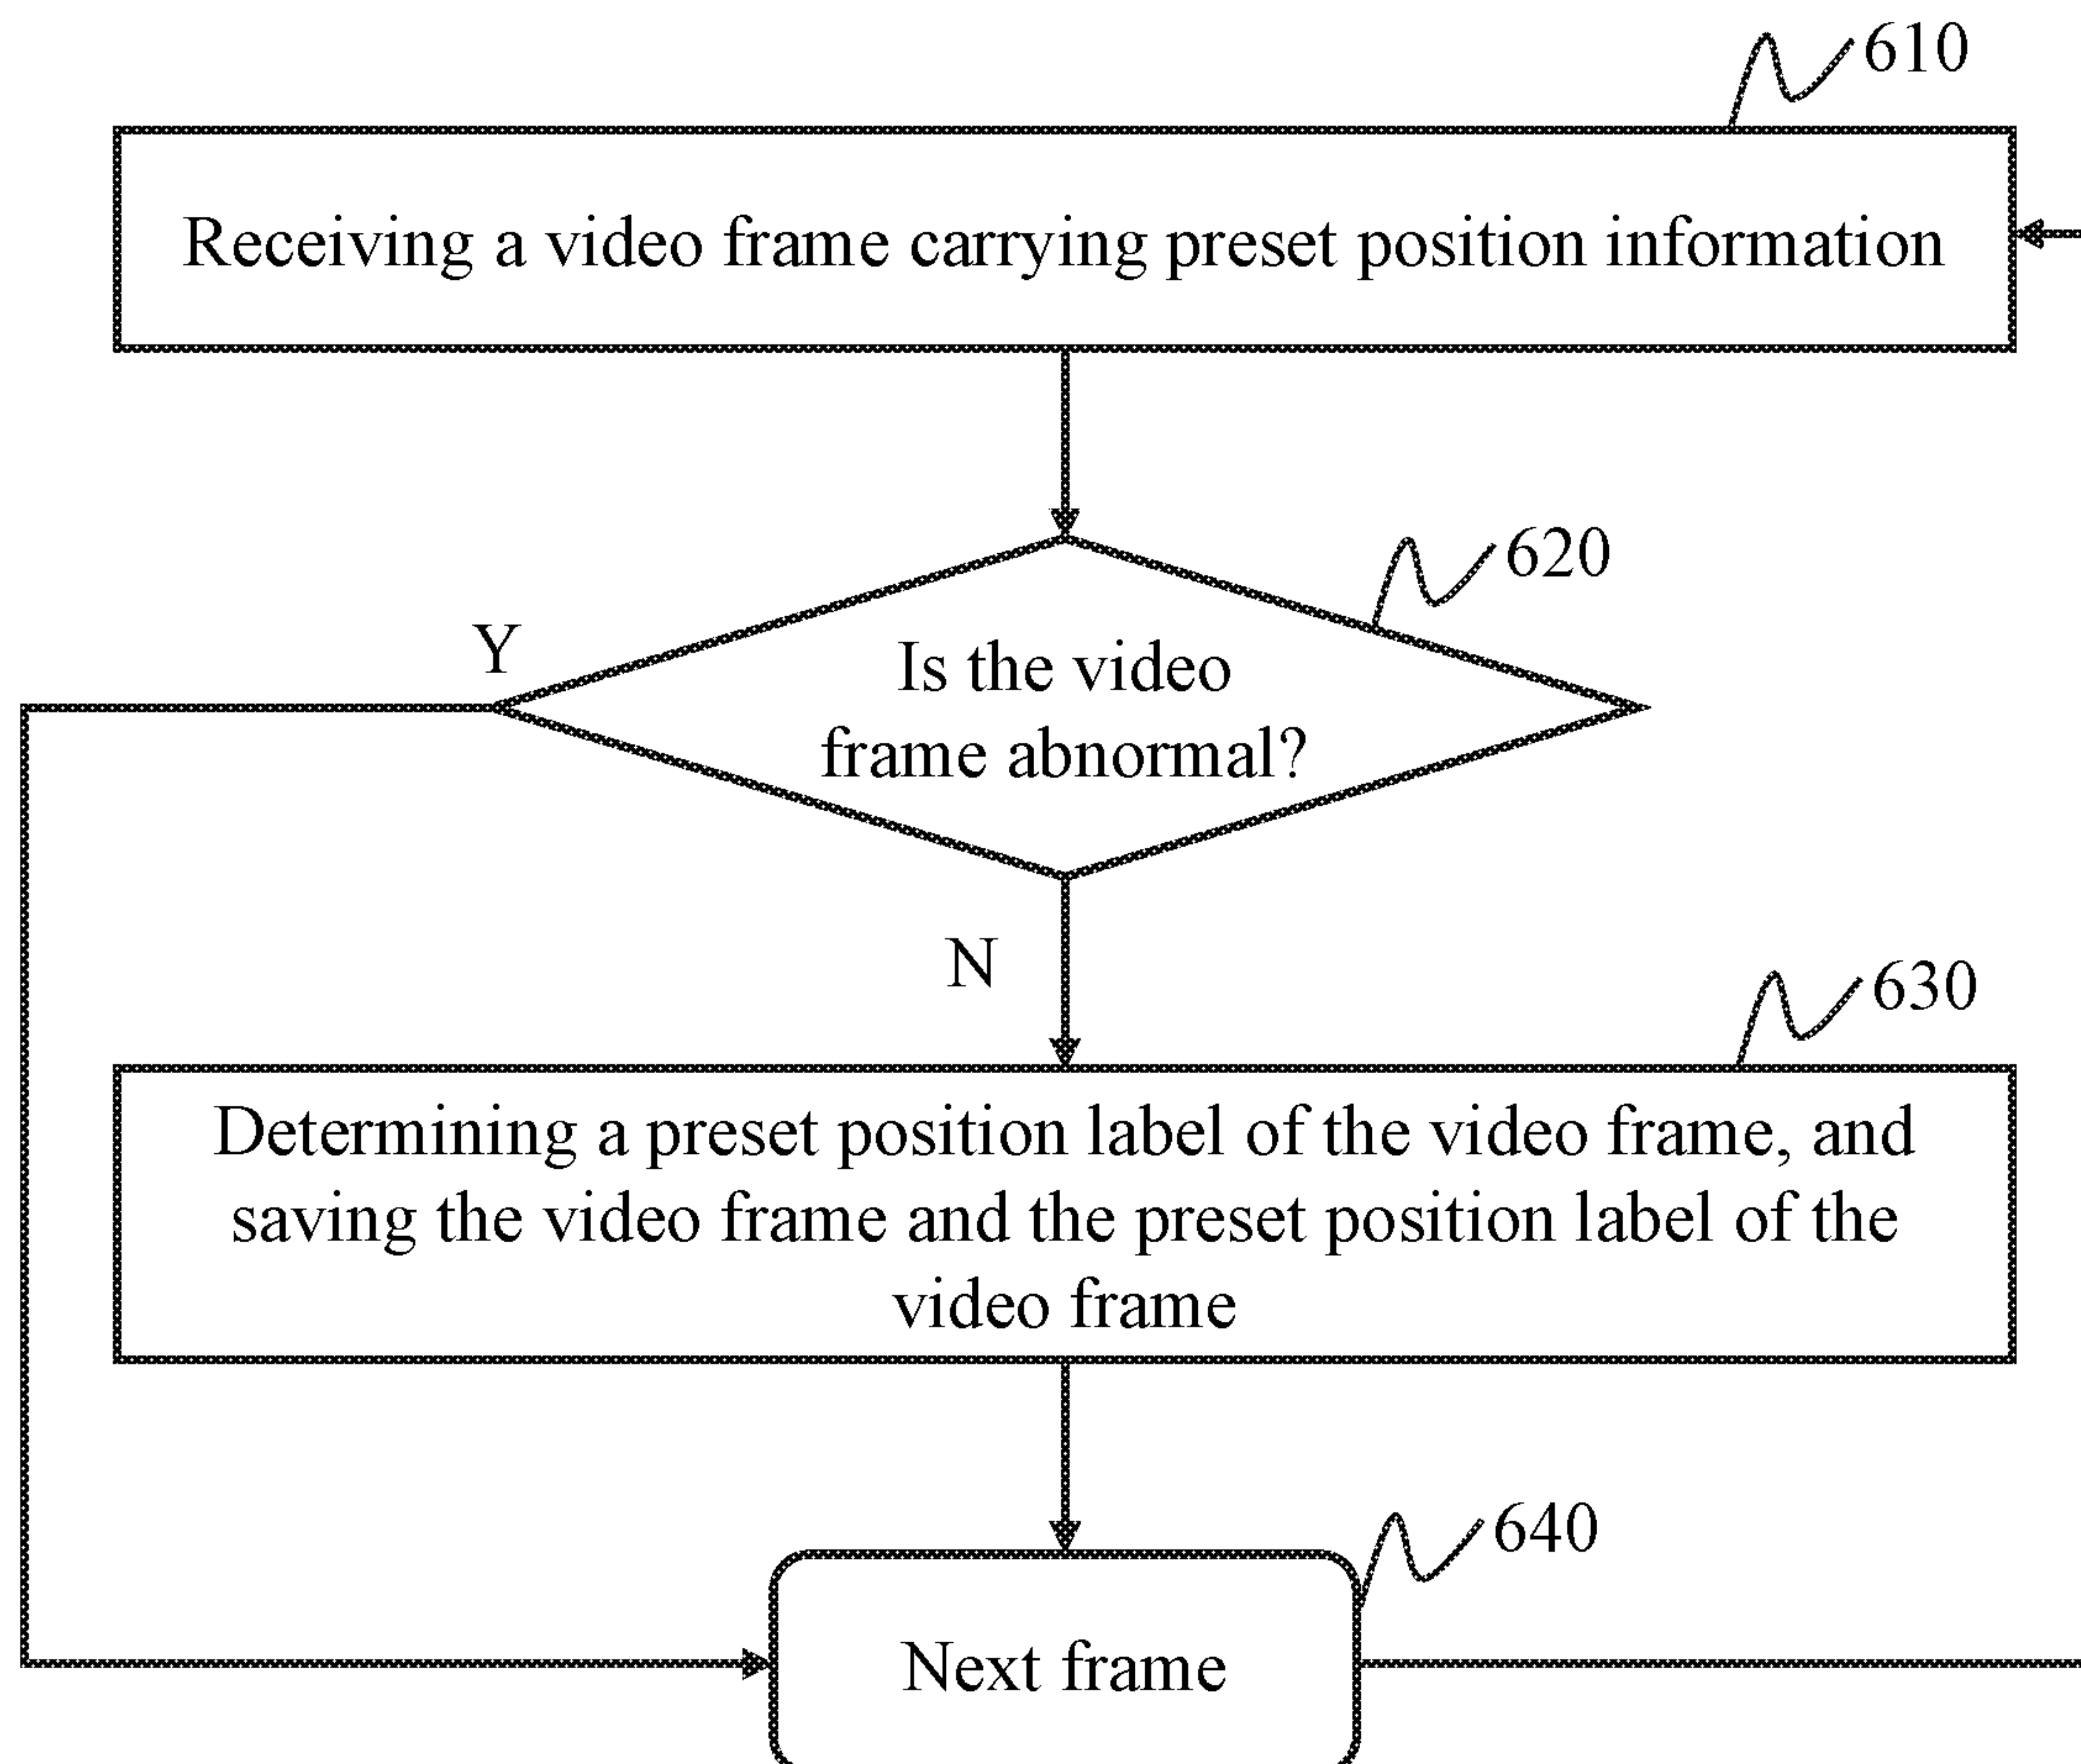 610
Receiving a video frame carrying preset position information
620
Y
Is the video
frame abnormal?
N
630
Determining a preset position label of the video frame, and
saving the video frame and the preset position label of the
video frame
640
Next frame